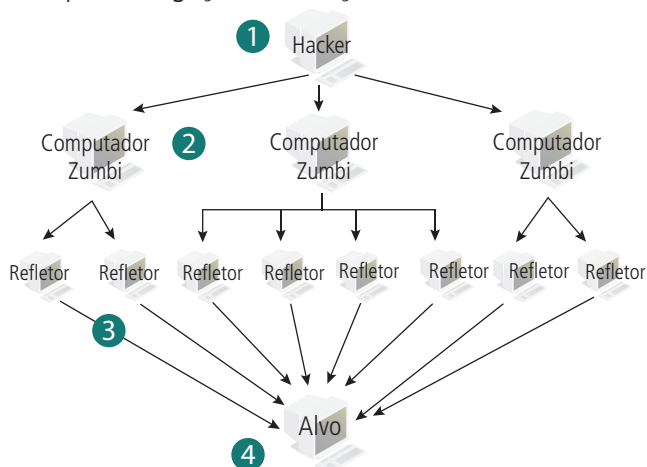 1 Hacker
Computador Zumbi
2
Computador Zumbi
Computador Zumbi
Refletor Refletor Refletor Refletor Refletor Refletor Refletor Refletor
3
Alvo
4